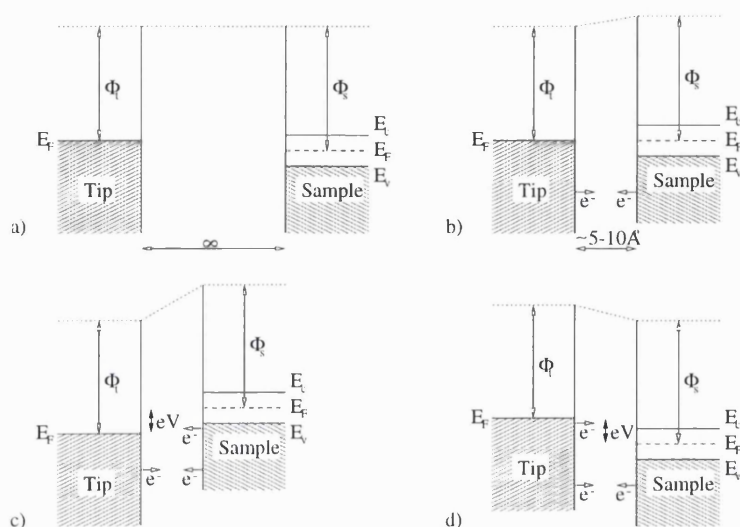 Φt
Φs
EF
Et
EF
Ev
Tip
Sample
a)
∞
Φt
Φs
EF
Et
EF
Ev
Tip
Sample
e-
e-
b)
~5-10Å
Φt
Φs
Et
EF
eV
EF
e-
Ev
Sample
Tip
e-
e-
c)
Φt
Φs
EF
e-
eV
Et
EF
Ev
Tip
Sample
e-
e-
d)